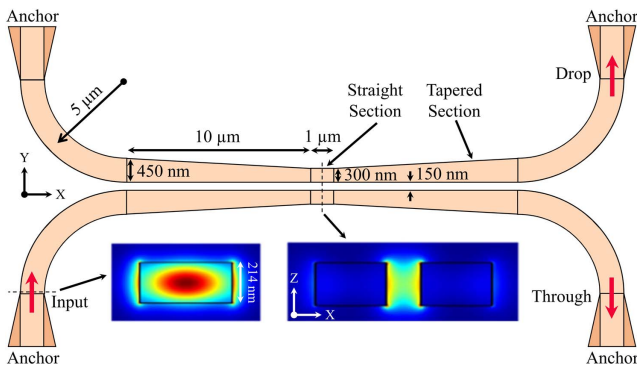 Anchor
Anchor
Drop
Straight
Section
Tapered
Section
5 µm
10 µm
1 µm
450 nm
300 nm
150 nm
Y
X
214 nm
Z
X
Input
Through
Anchor
Anchor